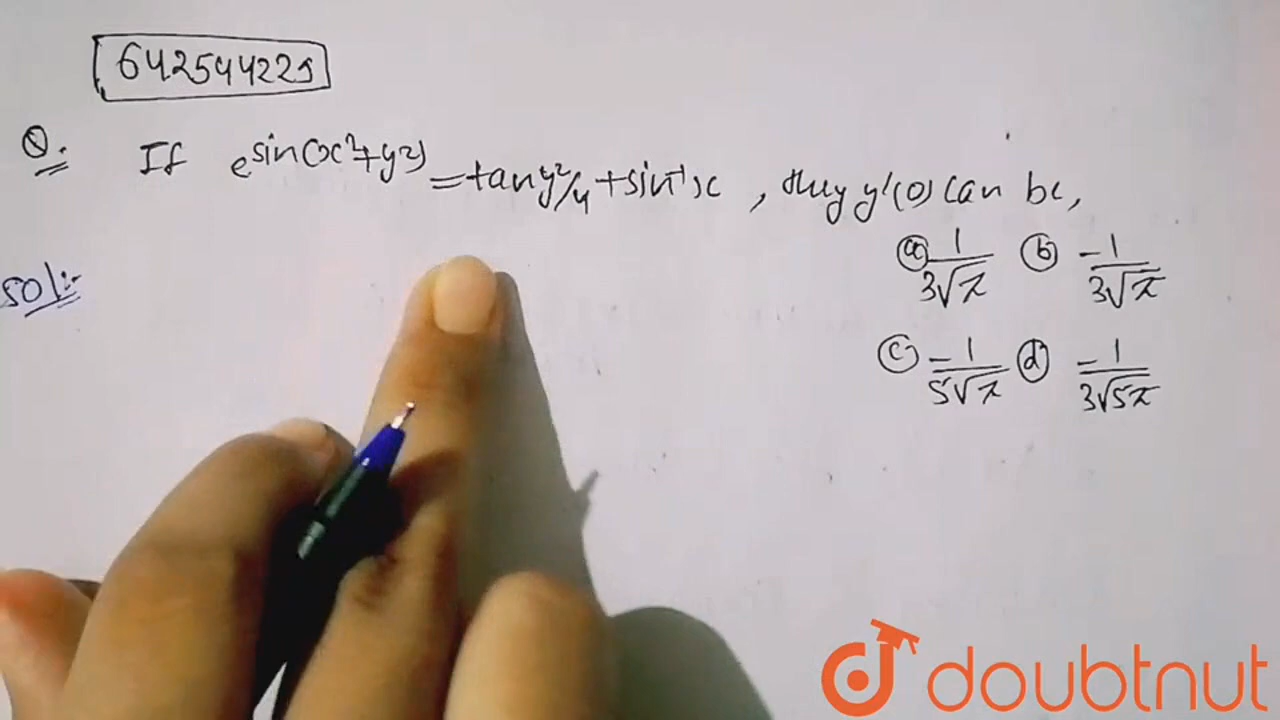 642544229
Q. If e^sin(x²+y²) = tan y²/4 + sin⁻¹x, then y'(0) can be,
(a) 1/3√π (b) -1/3√π
Sol:-
(c) -1/5√π (d) -1/3√5π
doubtnut